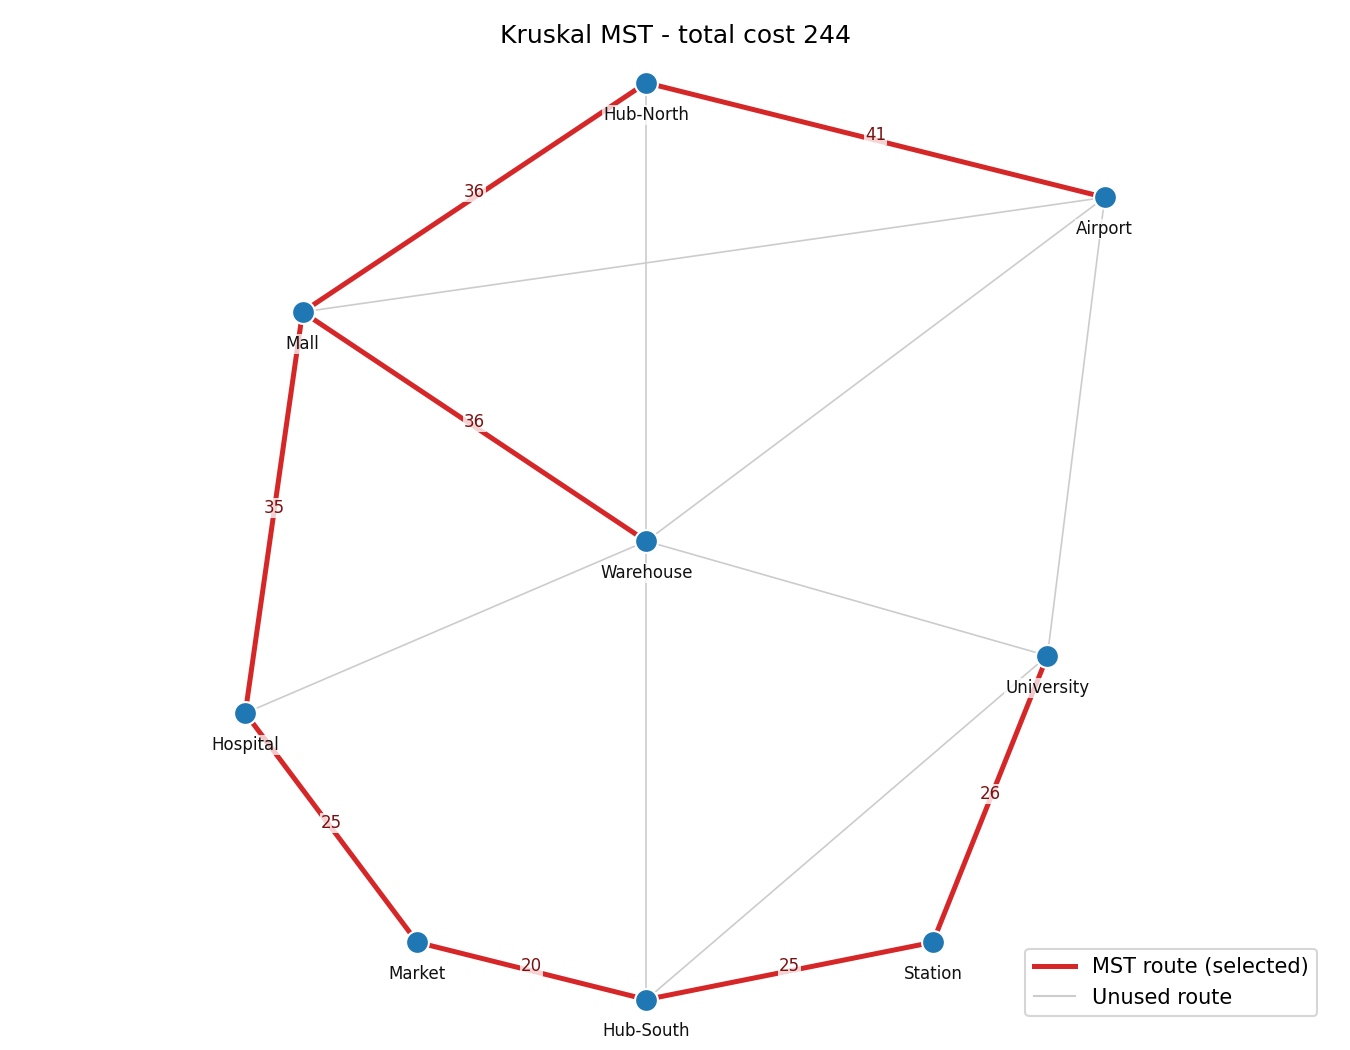 Kruskal MST - total cost 244
Hub-North
41
36
Airport
Mall
36
35
Warehouse
University
Hospital
26
25
Market
20
25
Station
Hub-South
MST route (selected)
Unused route